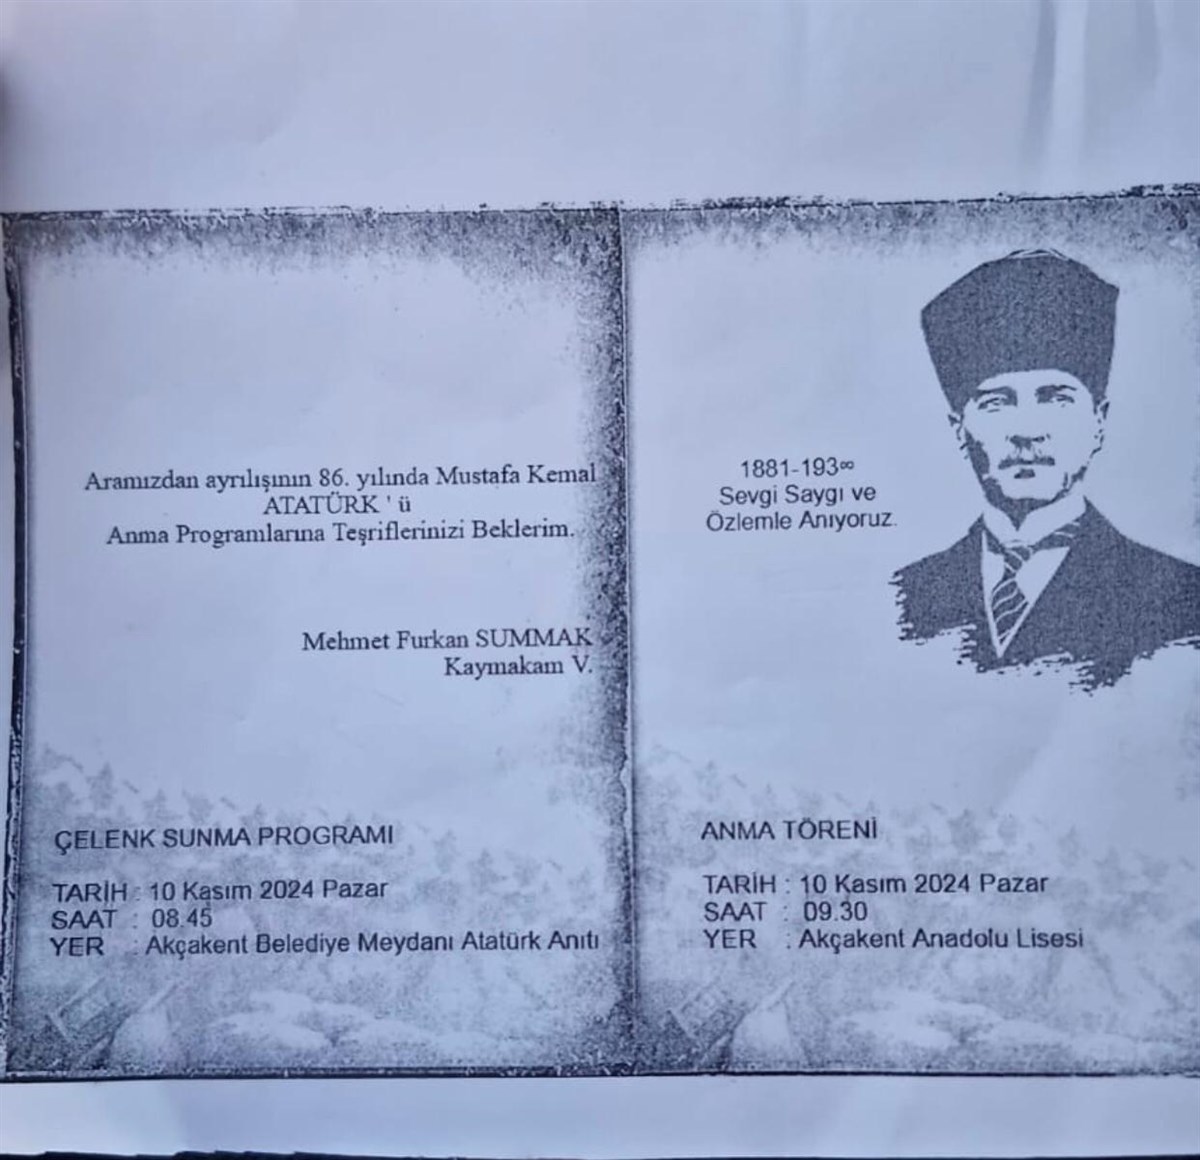 Aramızdan ayrılışının 86. yılında Mustafa Kemal
ATATÜRK ' ü
Anma Programlarına Teşriflerinizi Beklerim.
Mehmet Furkan SUMMAK
Kaymakam V.
ÇELENK SUNMA PROGRAMI
TARİH : 10 Kasım 2024 Pazar
SAAT : 08.45
YER : Akçakent Belediye Meydanı Atatürk Anıtı
1881-193∞
Sevgi Saygı ve
Özlemle Anıyoruz.
ANMA TÖRENİ
TARİH : 10 Kasım 2024 Pazar
SAAT : 09.30
YER : Akçakent Anadolu Lisesi